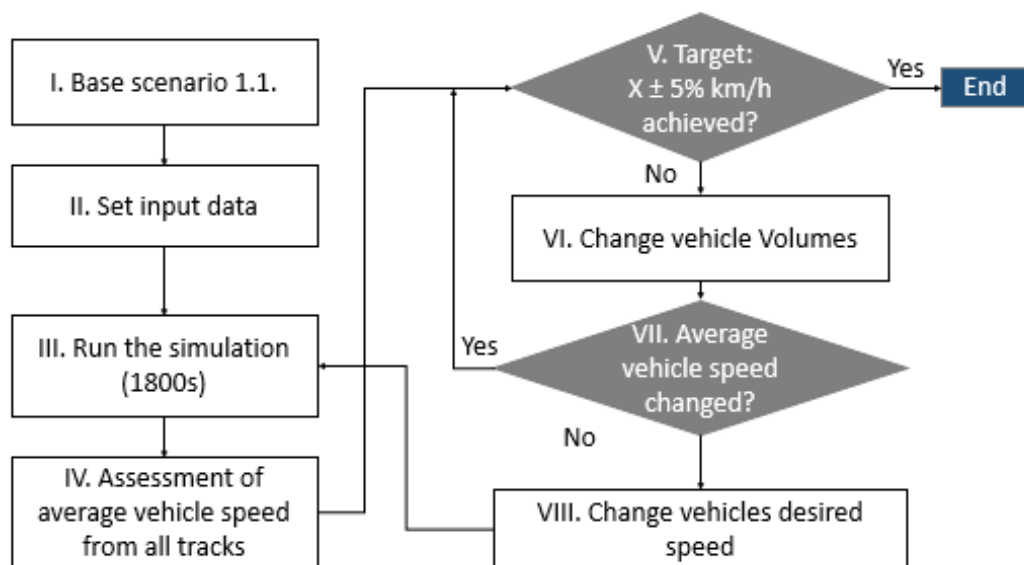 I. Base scenario 1.1.
II. Set input data
III. Run the simulation
(1800s)
IV. Assessment of
average vehicle speed
from all tracks
V. Target:
X ± 5% km/h
achieved?
Yes
End
No
VI. Change vehicle Volumes
VII. Average
vehicle speed
changed?
Yes
No
VIII. Change vehicles desired
speed